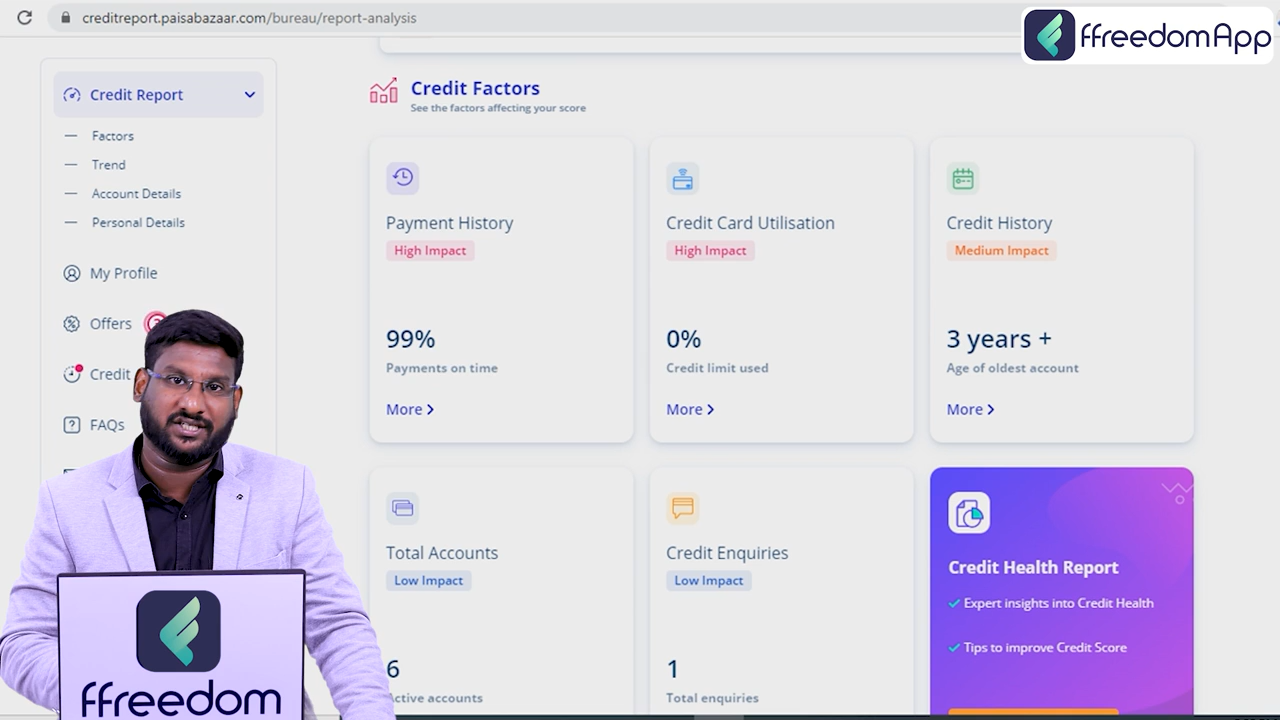 creditreport.paisabazaar.com/bureau/report-analysis
ffreedomApp
Credit Report
Factors
Trend
Account Details
Personal Details
My Profile
Offers
Credit
FAQs
Credit Factors
See the factors affecting your score
Payment History
High Impact
99%
Payments on time
More
Credit Card Utilisation
High Impact
0%
Credit limit used
More
Credit History
Medium Impact
3 years +
Age of oldest account
More
Total Accounts
Low Impact
6
Active accounts
Credit Enquiries
Low Impact
1
Total enquiries
Credit Health Report
Expert insights into Credit Health
Tips to improve Credit Score
ffreedom